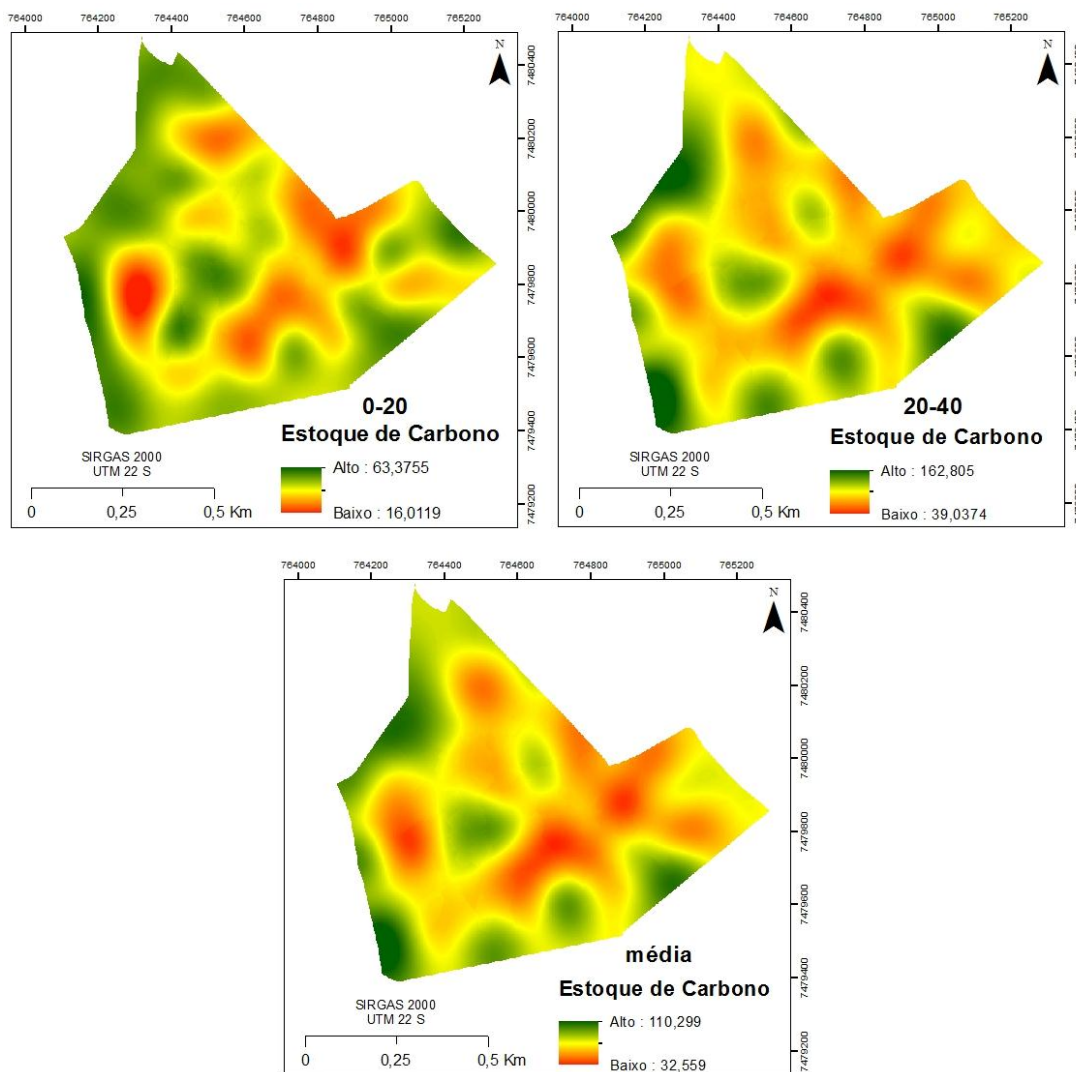 764000 764200 764400 764600 764800 765000 765200
N
7480400
7480200
7480000
7479800
7479600
7479400
7479200
0-20
Estoque de Carbono
SIRGAS 2000
UTM 22 S
Alto : 63,3755
Baixo : 16,0119
0 0,25 0,5 Km
764000 764200 764400 764600 764800 765000 765200
N
20-40
Estoque de Carbono
SIRGAS 2000
UTM 22 S
Alto : 162,805
Baixo : 39,0374
0 0,25 0,5 Km
764000 764200 764400 764600 764800 765000 765200
N
7480400
7480200
7480000
7479800
7479600
7479400
7479200
média
Estoque de Carbono
SIRGAS 2000
UTM 22 S
Alto : 110,299
Baixo : 32,559
0 0,25 0,5 Km